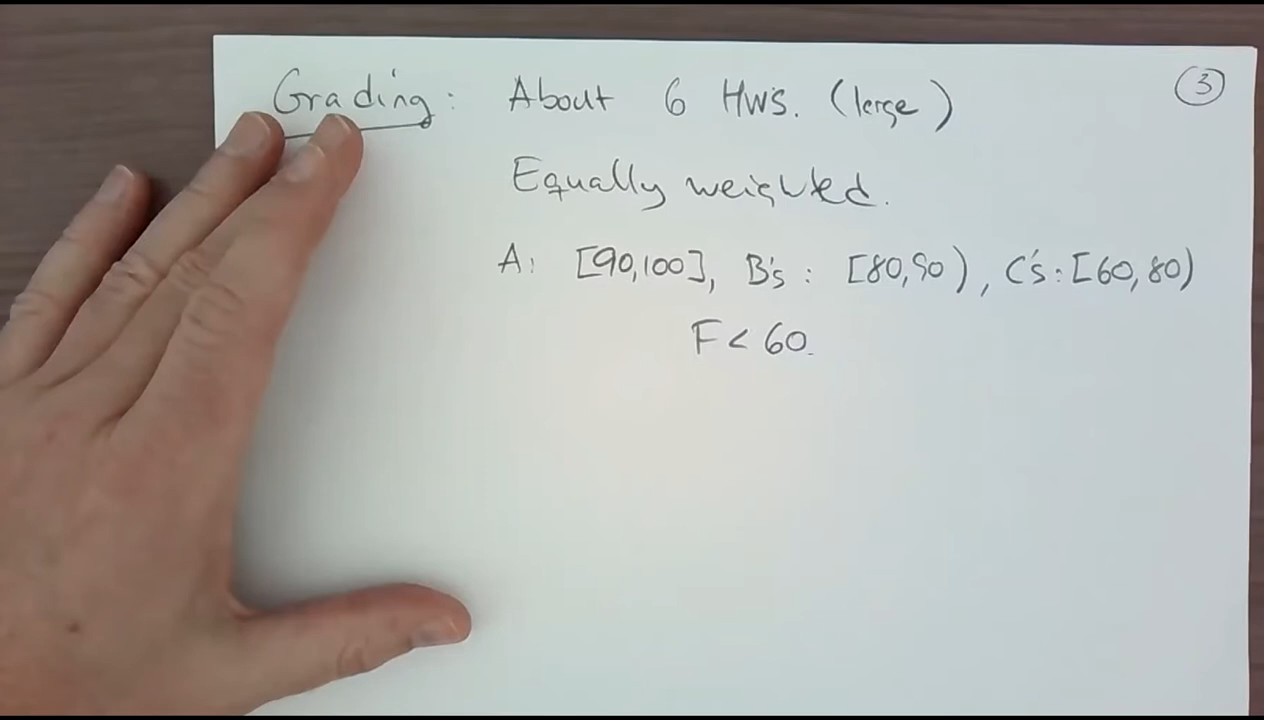 Grading: About 6 HWs. (large) ③
Equally weighted.
A: [90,100], B's : [80,90), C's: [60,80)
F < 60.